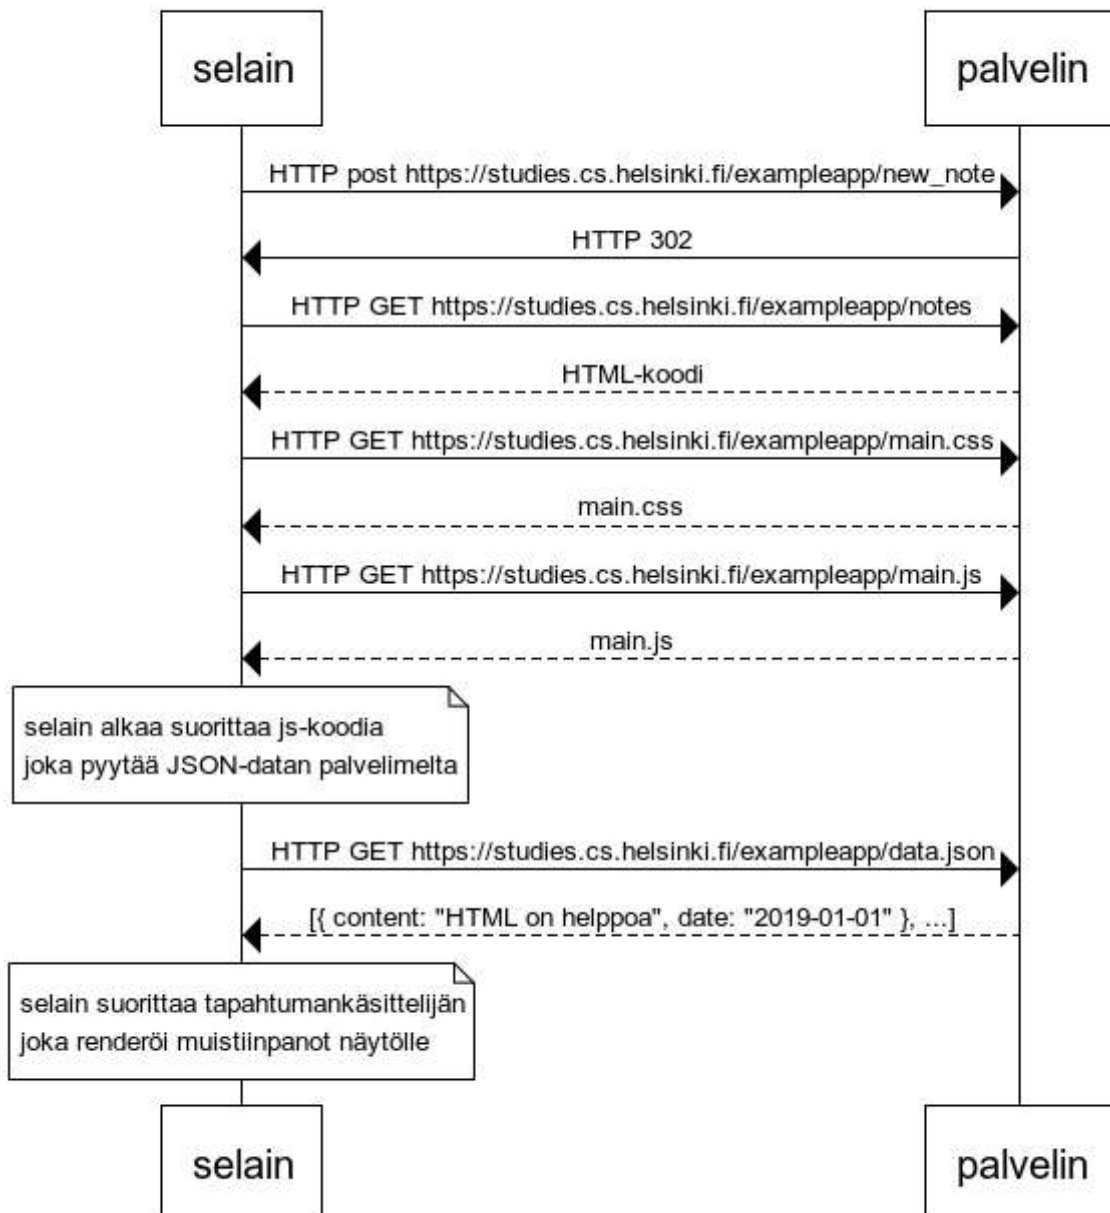 selain
palvelin
HTTP post https://studies.cs.helsinki.fi/exampleapp/new_note
HTTP 302
HTTP GET https://studies.cs.helsinki.fi/exampleapp/notes
HTML-koodi
HTTP GET https://studies.cs.helsinki.fi/exampleapp/main.css
main.css
HTTP GET https://studies.cs.helsinki.fi/exampleapp/main.js
main.js
selain alkaa suorittaa js-koodia
joka pyytää JSON-datan palvelimelta
HTTP GET https://studies.cs.helsinki.fi/exampleapp/data.json
[{ content: "HTML on helppoa", date: "2019-01-01" }, ...]
selain suorittaa tapahtumankäsittelijän
joka renderöi muistiinpanot näytölle
selain
palvelin